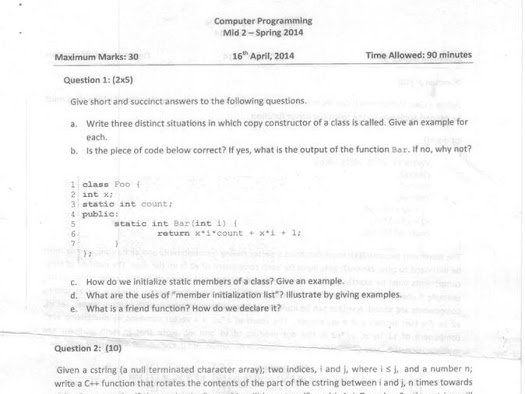 Computer Programming
Mid 2 – Spring 2014
Maximum Marks: 30 16th April, 2014 Time Allowed: 90 minutes
Question 1: (2x5)
Give short and succinct answers to the following questions.
a. Write three distinct situations in which copy constructor of a class is called. Give an example for
each.
b. Is the piece of code below correct? If yes, what is the output of the function Bar. If no, why not?
1 class Foo {
2 int x;
3 static int count;
4 public:
5 static int Bar(int i) {
6 return x*i*count + x*i + 1;
7 }
};
c. How do we initialize static members of a class? Give an example.
d. What are the uses of "member initialization list"? Illustrate by giving examples.
e. What is a friend function? How do we declare it?
Question 2: (10)
Given a cstring (a null terminated character array); two indices, i and j, where i ≤ j, and a number n;
write a C++ function that rotates the contents of the part of the cstring between i and j, n times towards